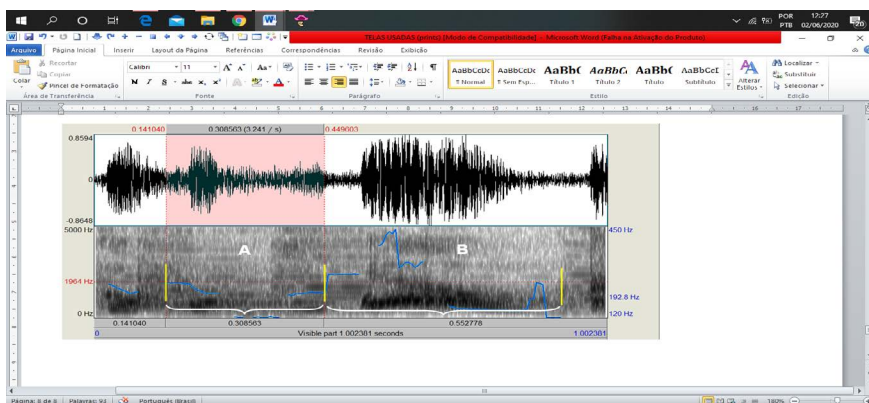 POR 12:27
PTB 02/06/2020
TELAS USADAS (prints) [Modo de Compatibilidade] - Microsoft Word (Falha na Ativação do Produto)
Arquivo Página Inicial Inserir Layout da Página Referências Correspondências Revisão Exibição
Colar
Recortar
Copiar
Pincel de Formatação
Área de Transferência
Calibri 11
N I S abc x, x²
Fonte
Parágrafo
AaBbCcDc AaBbCcDc AaBb( AaBbC AaBb( AaBbCcI
¶ Normal ¶ Sem Esp... Título 1 Título 2 Título Subtítulo
Alterar Estilos
Estilo
Localizar
Substituir
Selecionar
Edição
0.141040 0.308563 (3.241 / s) 0.449603
0.8594
0
-0.8648
5000 Hz 450 Hz
A B
1964 Hz
192.8 Hz
0 Hz 120 Hz
0.141040 0.308563 0.552778
0 Visible part 1.002381 seconds 1.002381
Página: 8 de 8 Palavras: 93 Português (Brasil) 180%